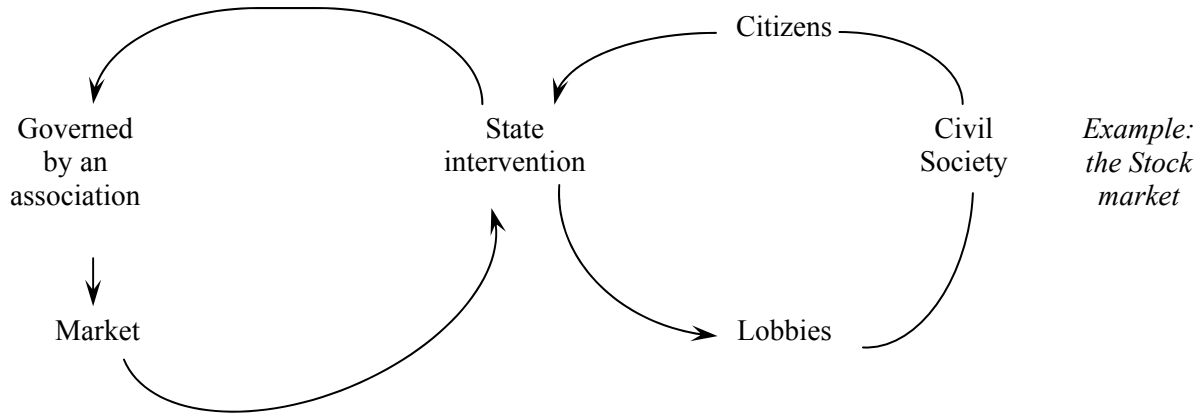 Citizens
Governed
by an
association
State
intervention
Civil
Society
Example:
the Stock
market
Market
Lobbies